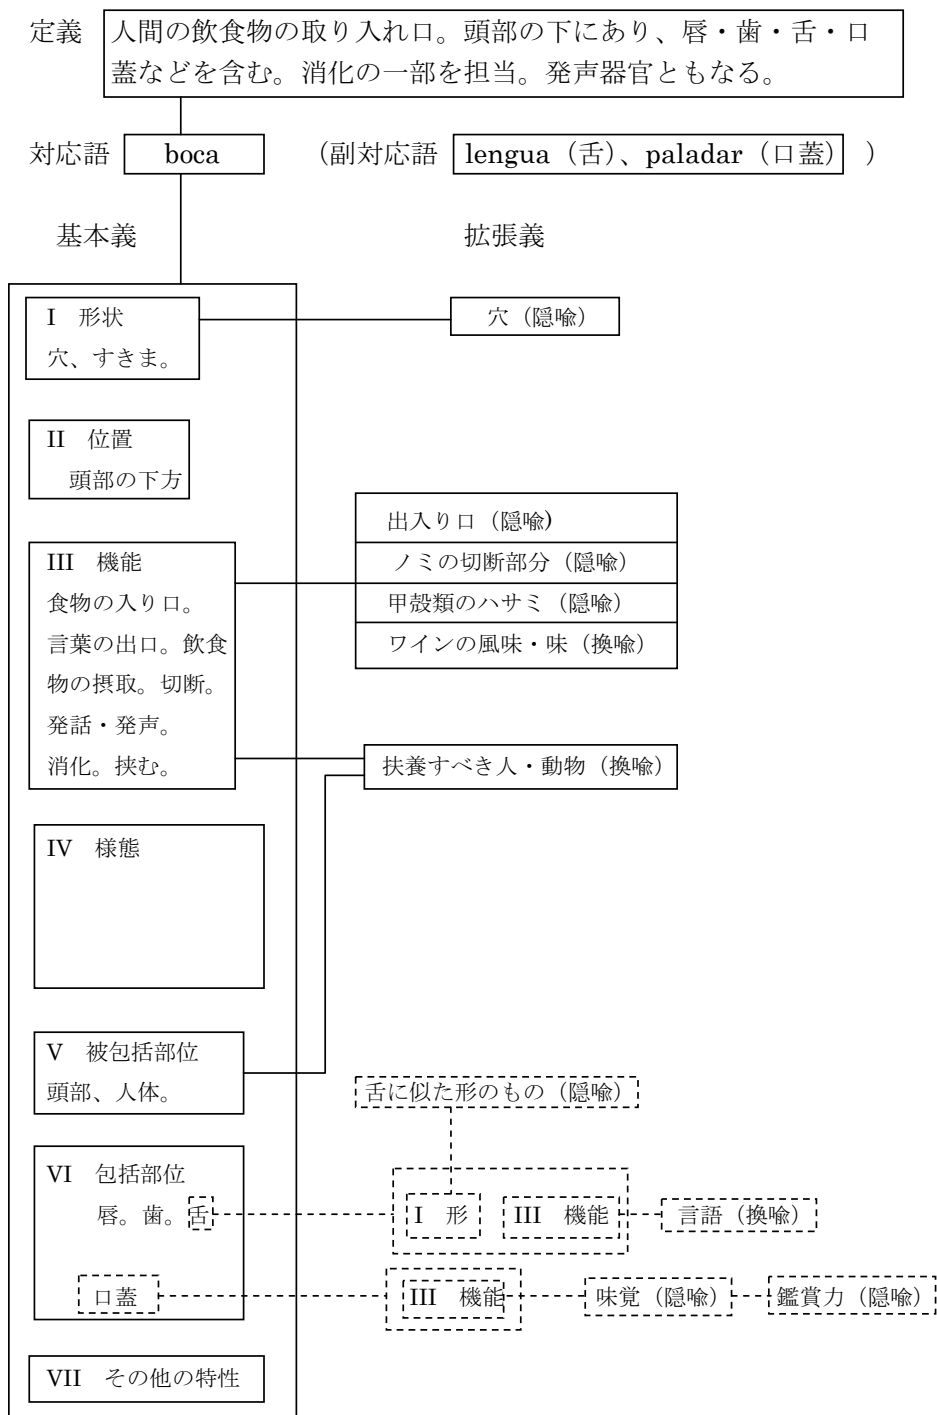 定義 人間の飲食物の取り入れ口。頭部の下にあり、唇・歯・舌・口
蓋などを含む。消化の一部を担当。発声器官ともなる。
対応語 boca (副対応語 lengua(舌)、paladar(口蓋) )
基本義 拡張義
I 形状
穴、すきま。
穴(隠喩)
II 位置
頭部の下方
III 機能
食物の入り口。
言葉の出口。飲食
物の摂取。切断。
発話・発声。
消化。挟む。
出入り口(隠喩)
ノミの切断部分(隠喩)
甲殻類のハサミ(隠喩)
ワインの風味・味(換喩)
扶養すべき人・動物(換喩)
IV 様態
V 被包括部位
頭部、人体。
舌に似た形のもの(隠喩)
VI 包括部位
唇。歯。舌 I 形 III 機能 言語(換喩)
口蓋 III 機能 味覚(隠喩) 鑑賞力(隠喩)
VII その他の特性